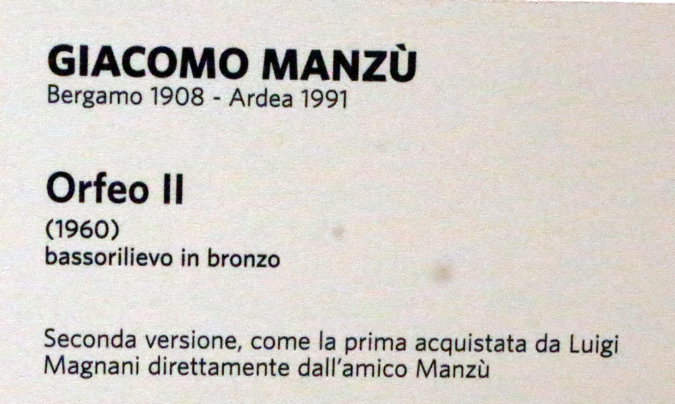 GIACOMO MANZÙ
Bergamo 1908 - Ardea 1991
Orfeo II
(1960)
bassorilievo in bronzo
Seconda versione, come la prima acquistata da Luigi
Magnani direttamente dall'amico Manzù